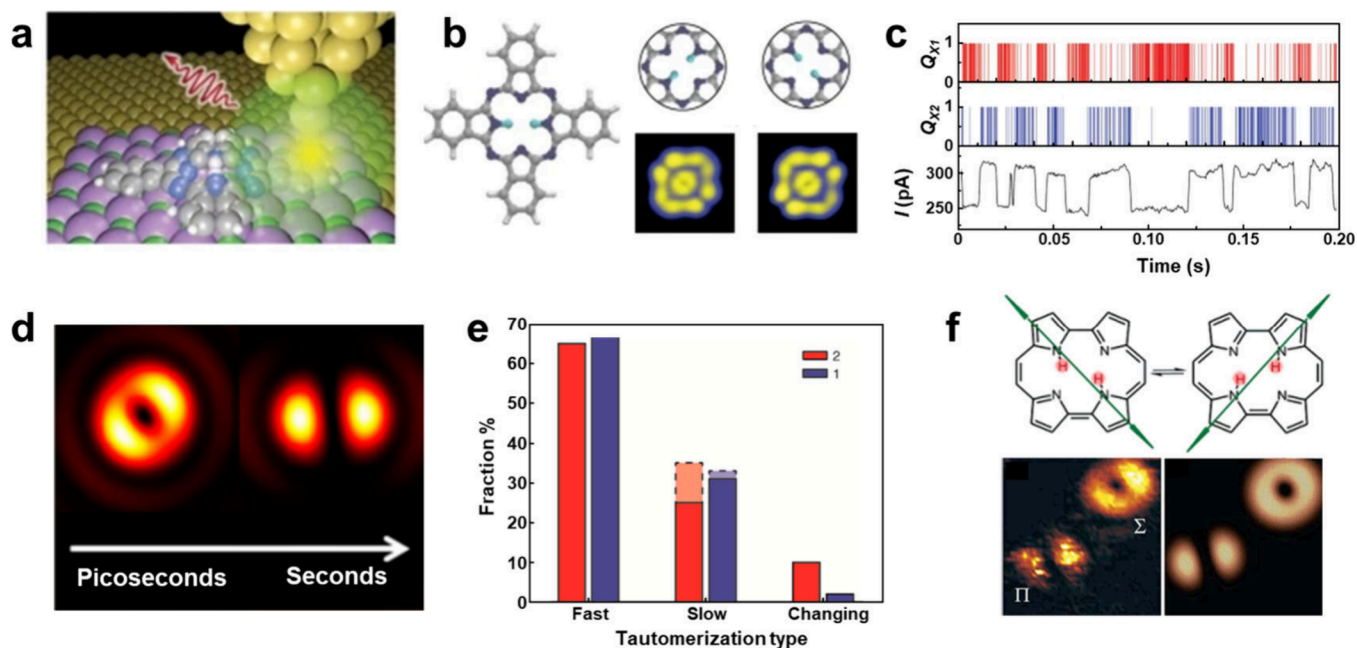 a
b
c
1
Q_X1
0
1
Q_X2
0
300
250
I (pA)
0 0.05 0.10 0.15 0.20
Time (s)
d
Picoseconds Seconds
e
70
60
50
40
30
20
10
0
Fraction %
2
1
Fast Slow Changing
Tautomerization type
f
N N
H H
N N
N N
H H
N N
Σ
Π